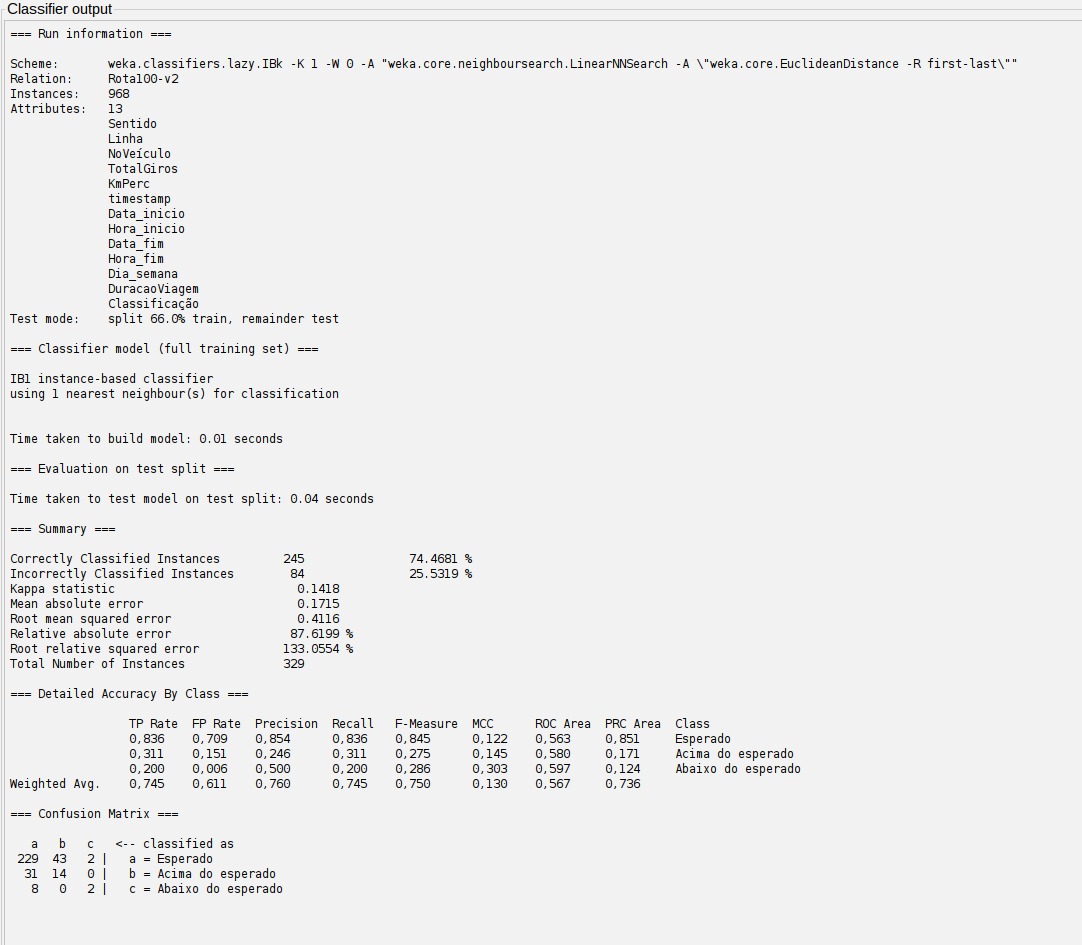 Classifier output
=== Run information ===
Scheme: weka.classifiers.lazy.IBk -K 1 -W 0 -A "weka.core.neighboursearch.LinearNNSearch -A \"weka.core.EuclideanDistance -R first-last\""
Relation: Rota100-v2
Instances: 968
Attributes: 13
Sentido
Linha
NoVeículo
TotalGiros
KmPerc
timestamp
Data_inicio
Hora_inicio
Data_fim
Hora_fim
Dia_semana
DuracaoViagem
Classificação
Test mode: split 66.0% train, remainder test
=== Classifier model (full training set) ===
IB1 instance-based classifier
using 1 nearest neighbour(s) for classification
Time taken to build model: 0.01 seconds
=== Evaluation on test split ===
Time taken to test model on test split: 0.04 seconds
=== Summary ===
Correctly Classified Instances 245 74.4681 %
Incorrectly Classified Instances 84 25.5319 %
Kappa statistic 0.1418
Mean absolute error 0.1715
Root mean squared error 0.4116
Relative absolute error 87.6199 %
Root relative squared error 133.0554 %
Total Number of Instances 329
=== Detailed Accuracy By Class ===
TP Rate FP Rate Precision Recall F-Measure MCC ROC Area PRC Area Class
0,836 0,709 0,854 0,836 0,845 0,122 0,563 0,851 Esperado
0,311 0,151 0,246 0,311 0,275 0,145 0,580 0,171 Acima do esperado
0,200 0,006 0,500 0,200 0,286 0,303 0,597 0,124 Abaixo do esperado
Weighted Avg. 0,745 0,611 0,760 0,745 0,750 0,130 0,567 0,736
=== Confusion Matrix ===
a b c <-- classified as
229 43 2 | a = Esperado
31 14 0 | b = Acima do esperado
8 0 2 | c = Abaixo do esperado